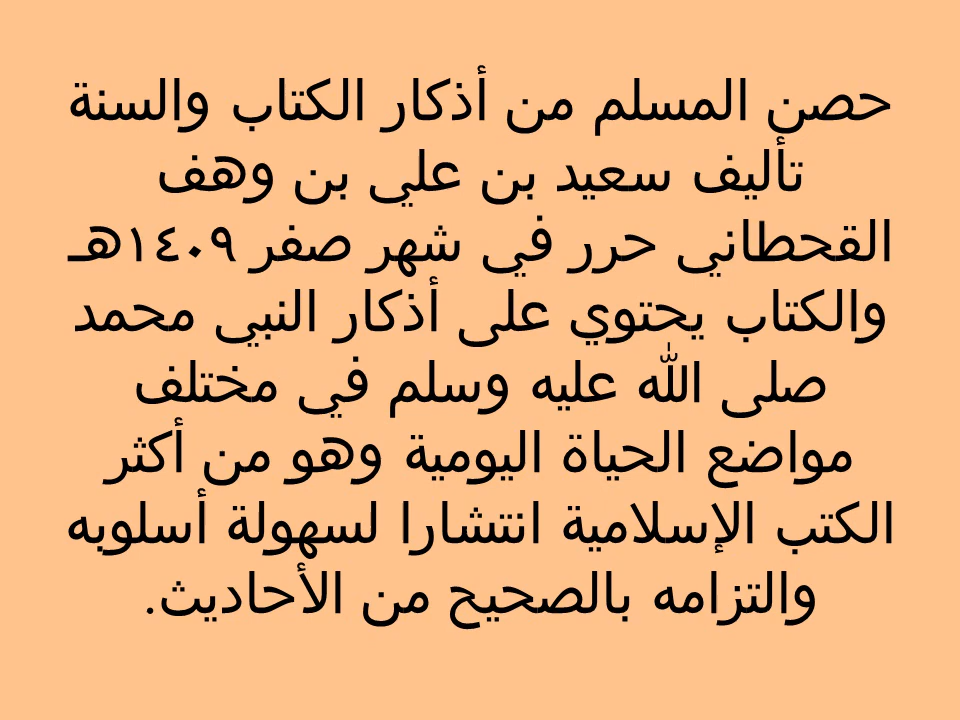 حصن المسلم من أذكار الكتاب والسنة
تأليف سعيد بن علي بن وهف
القحطاني حرر في شهر صفر ١٤٠٩هـ
والكتاب يحتوي على أذكار النبي محمد
صلى الله عليه وسلم في مختلف
مواضع الحياة اليومية وهو من أكثر
الكتب الإسلامية انتشارا لسهولة أسلوبه
والتزامه بالصحيح من الأحاديث.